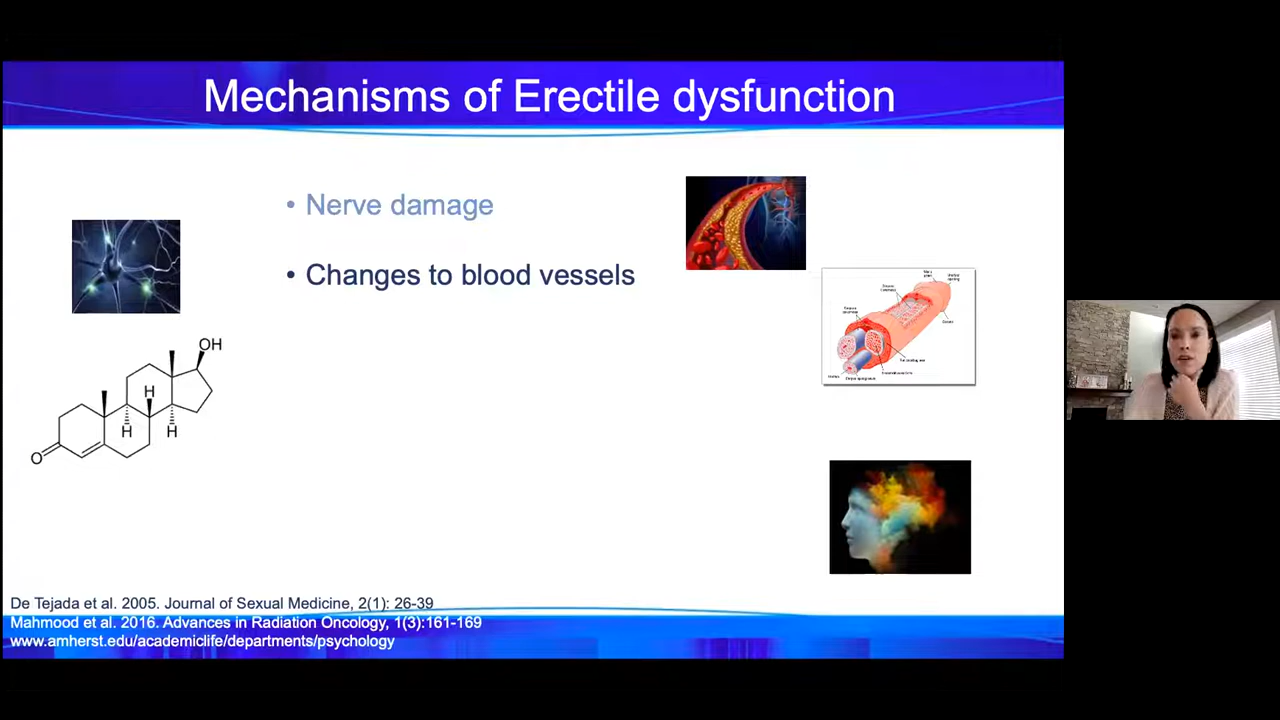 Mechanisms of Erectile dysfunction
• Nerve damage
• Changes to blood vessels
OH
H
H
H
O
De Tejada et al. 2005. Journal of Sexual Medicine, 2(1): 26-39
Mahmood et al. 2016. Advances in Radiation Oncology, 1(3):161-169
www.amherst.edu/academiclife/departments/psychology